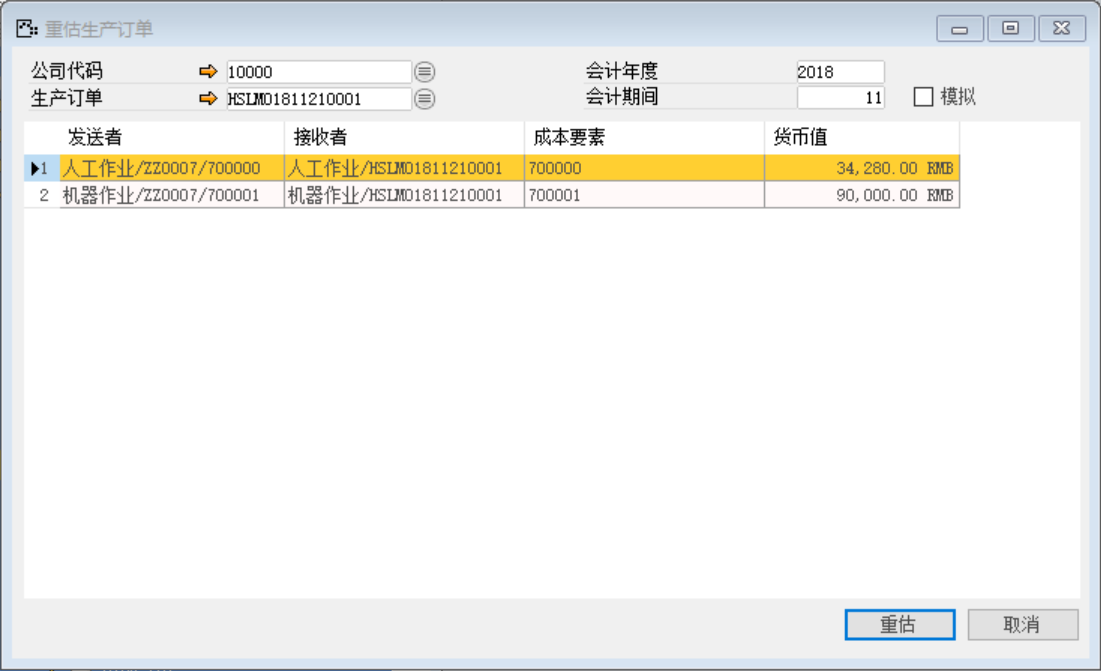 重估生产订单
公司代码 10000 会计年度 2018
生产订单 HSLM01811210001 会计期间 11 模拟
发送者 接收者 成本要素 货币值
1 人工作业/ZZ0007/700000 人工作业/HSLM01811210001 700000 34,280.00 RMB
2 机器作业/ZZ0007/700001 机器作业/HSLM01811210001 700001 90,000.00 RMB
重估 取消